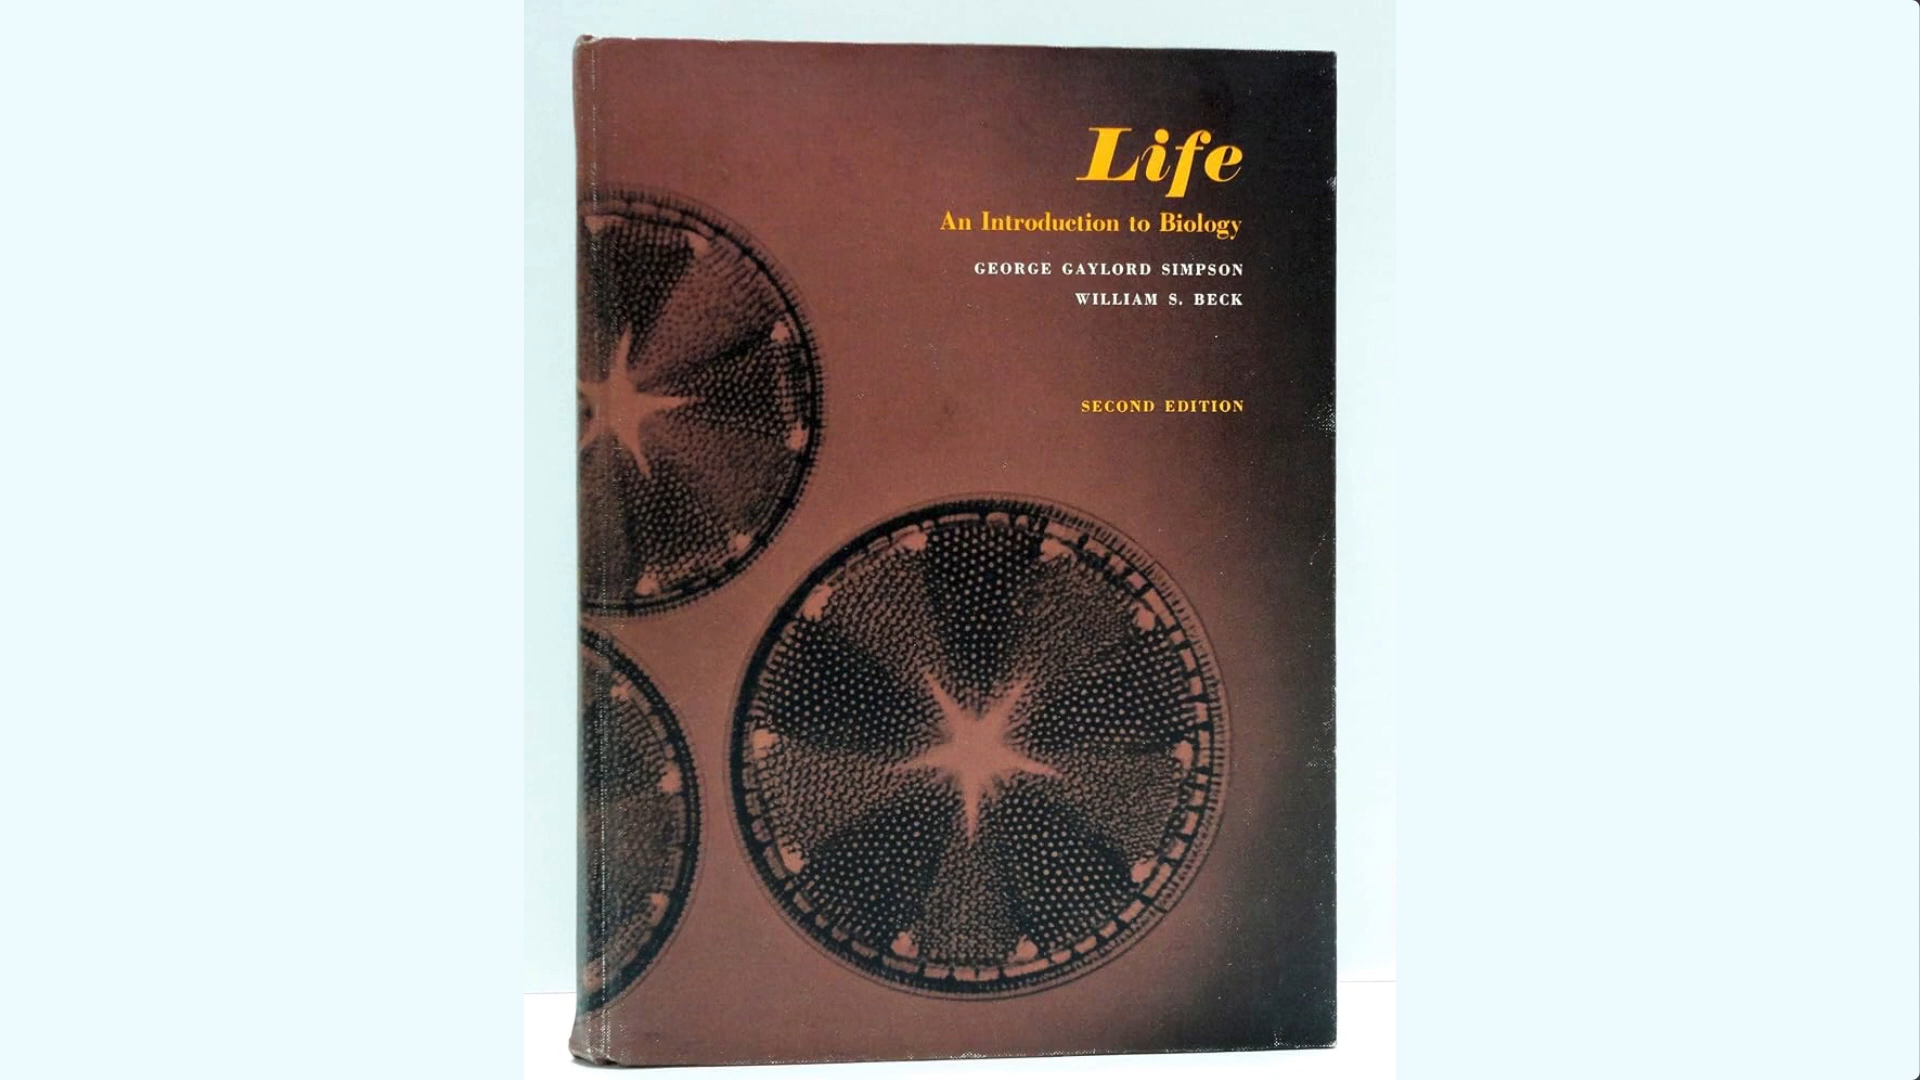 Life
An Introduction to Biology
GEORGE GAYLORD SIMPSON
WILLIAM S. BECK
SECOND EDITION